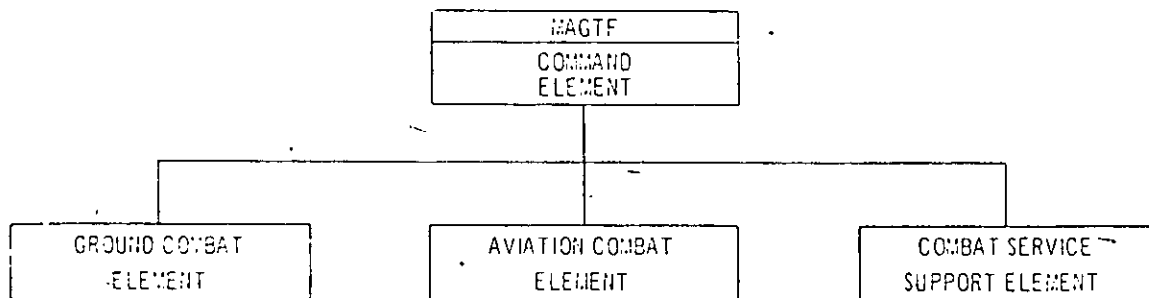 MAGTF
COMMAND
ELEMENT
GROUND COMBAT
ELEMENT
AVIATION COMBAT
ELEMENT
COMBAT SERVICE
SUPPORT ELEMENT